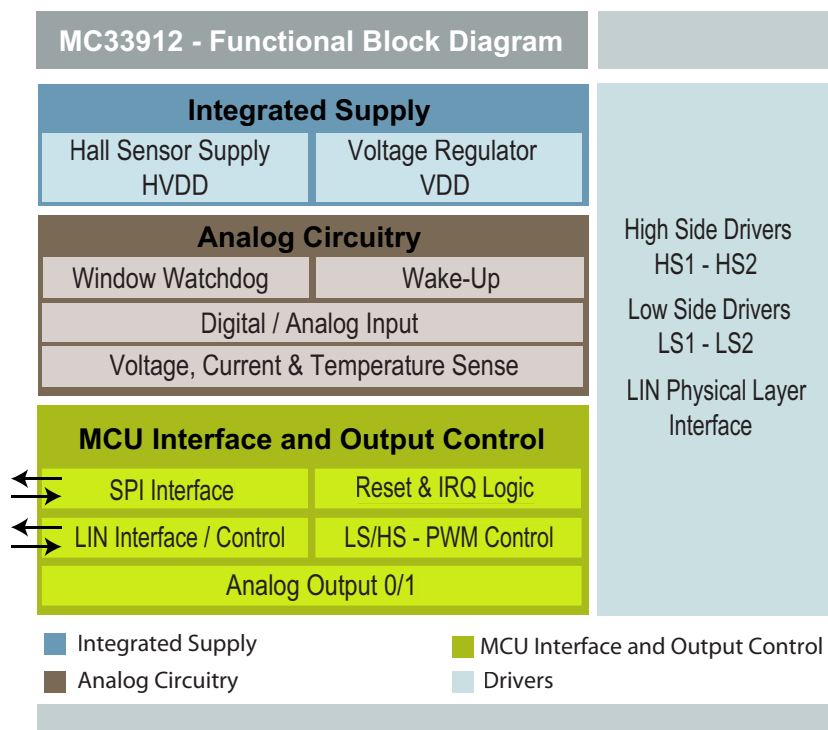 MC33912 - Functional Block Diagram
Integrated Supply
Hall Sensor Supply
HVDD
Voltage Regulator
VDD
Analog Circuitry
Window Watchdog
Wake-Up
Digital / Analog Input
Voltage, Current & Temperature Sense
MCU Interface and Output Control
SPI Interface
Reset & IRQ Logic
LIN Interface / Control
LS/HS - PWM Control
Analog Output 0/1
High Side Drivers
HS1 - HS2
Low Side Drivers
LS1 - LS2
LIN Physical Layer
Interface
Integrated Supply
MCU Interface and Output Control
Analog Circuitry
Drivers